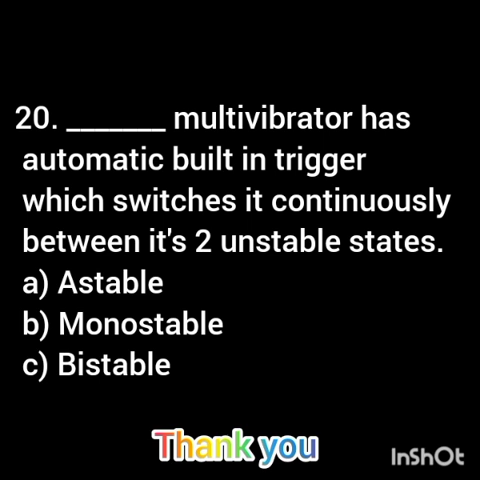 20. _______ multivibrator has
automatic built in trigger
which switches it continuously
between it's 2 unstable states.
a) Astable
b) Monostable
c) Bistable
Thank you
InShOt